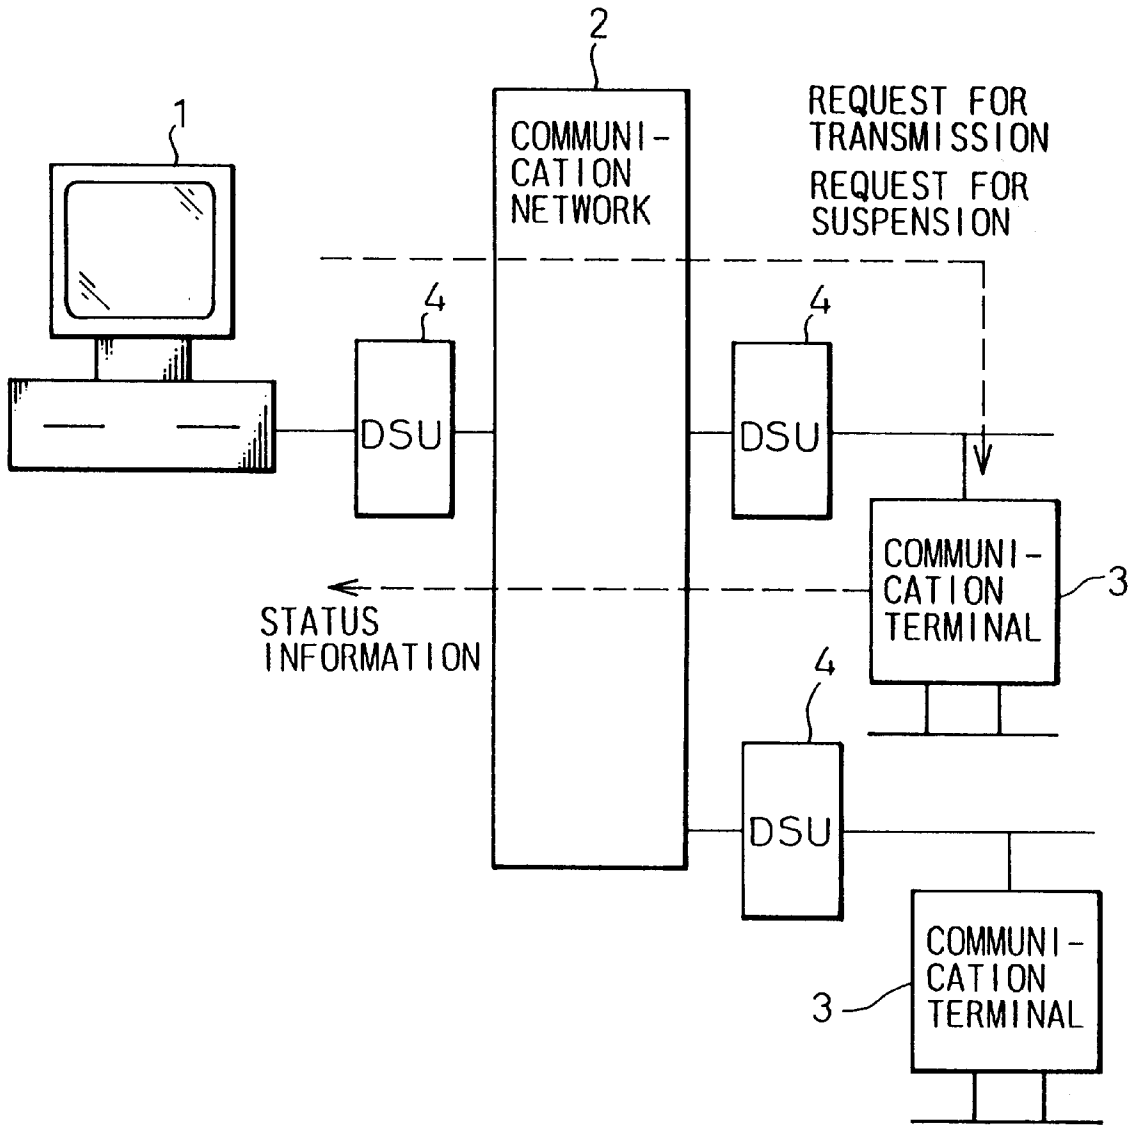 2
1
COMMUNI-
CATION
NETWORK
REQUEST FOR
TRANSMISSION
REQUEST FOR
SUSPENSION
4
4
DSU
DSU
COMMUNI-
CATION
TERMINAL
3
STATUS
INFORMATION
4
DSU
COMMUNI-
CATION
TERMINAL
3